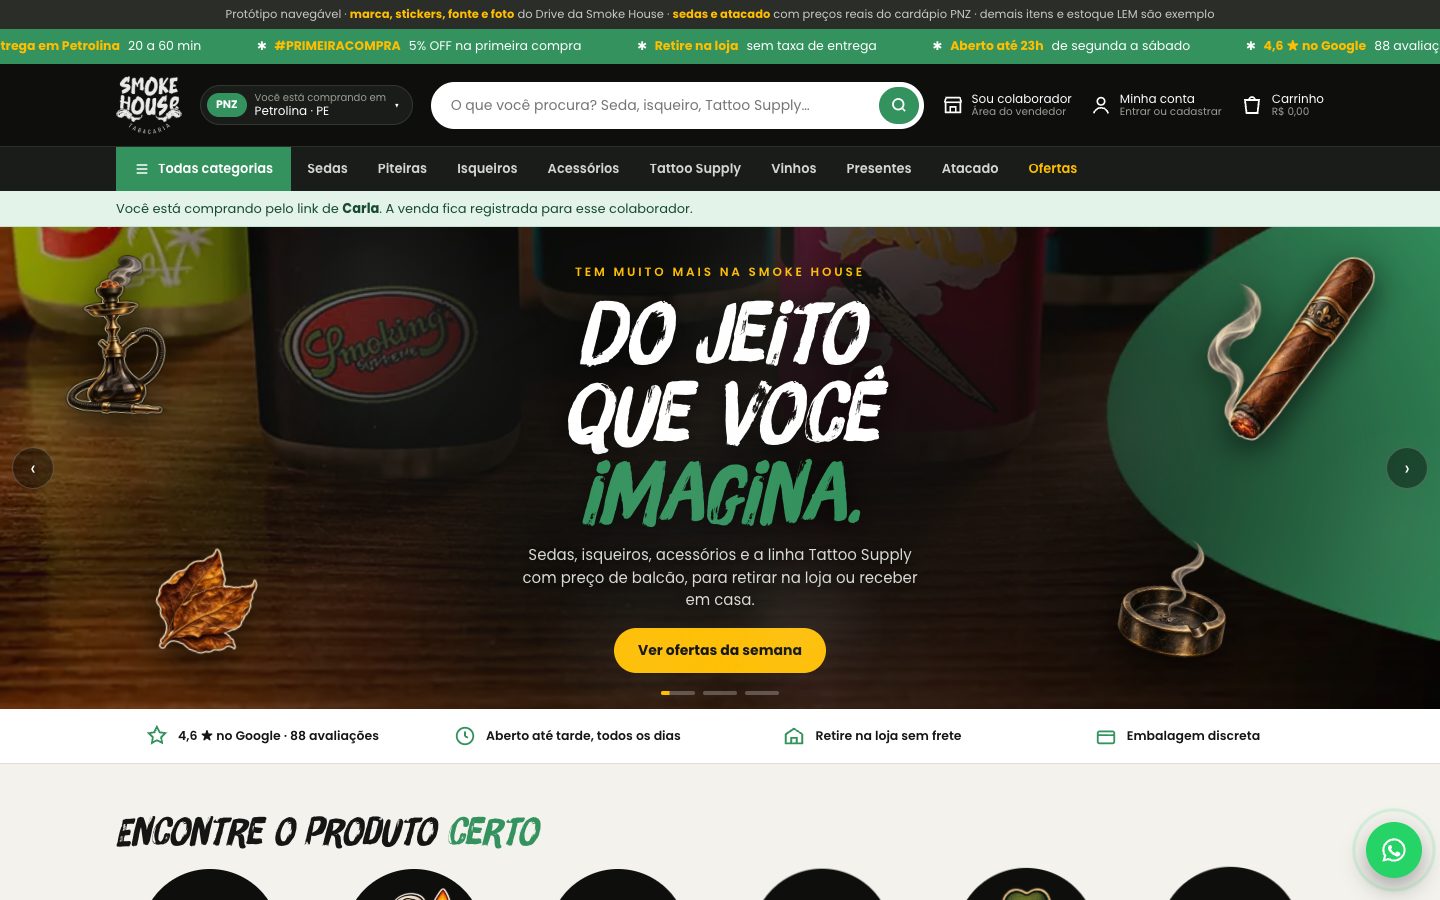 Protótipo navegável · marca, stickers, fonte e foto do Drive da Smoke House · sedas e atacado com preços reais do cardápio PNZ · demais itens e estoque LEM são exemplo
trega em Petrolina 20 a 60 min ✱ #PRIMEIRACOMPRA 5% OFF na primeira compra ✱ Retire na loja sem taxa de entrega ✱ Aberto até 23h de segunda a sábado ✱ 4,6 ★ no Google 88 avaliaç
SMOKE
HOUSE
TABACARIA
PNZ
Você está comprando em
Petrolina · PE
O que você procura? Seda, isqueiro, Tattoo Supply…
Sou colaborador
Área do vendedor
Minha conta
Entrar ou cadastrar
Carrinho
R$ 0,00
Todas categorias Sedas Piteiras Isqueiros Acessórios Tattoo Supply Vinhos Presentes Atacado Ofertas
Você está comprando pelo link de Carla. A venda fica registrada para esse colaborador.
TEM MUITO MAIS NA SMOKE HOUSE
DO JEITO
QUE VOCÊ
IMAGINA.
Smoking
SUPREME
Sedas, isqueiros, acessórios e a linha Tattoo Supply
com preço de balcão, para retirar na loja ou receber
em casa.
Ver ofertas da semana
4,6 ★ no Google · 88 avaliações
Aberto até tarde, todos os dias
Retire na loja sem frete
Embalagem discreta
ENCONTRE O PRODUTO CERTO